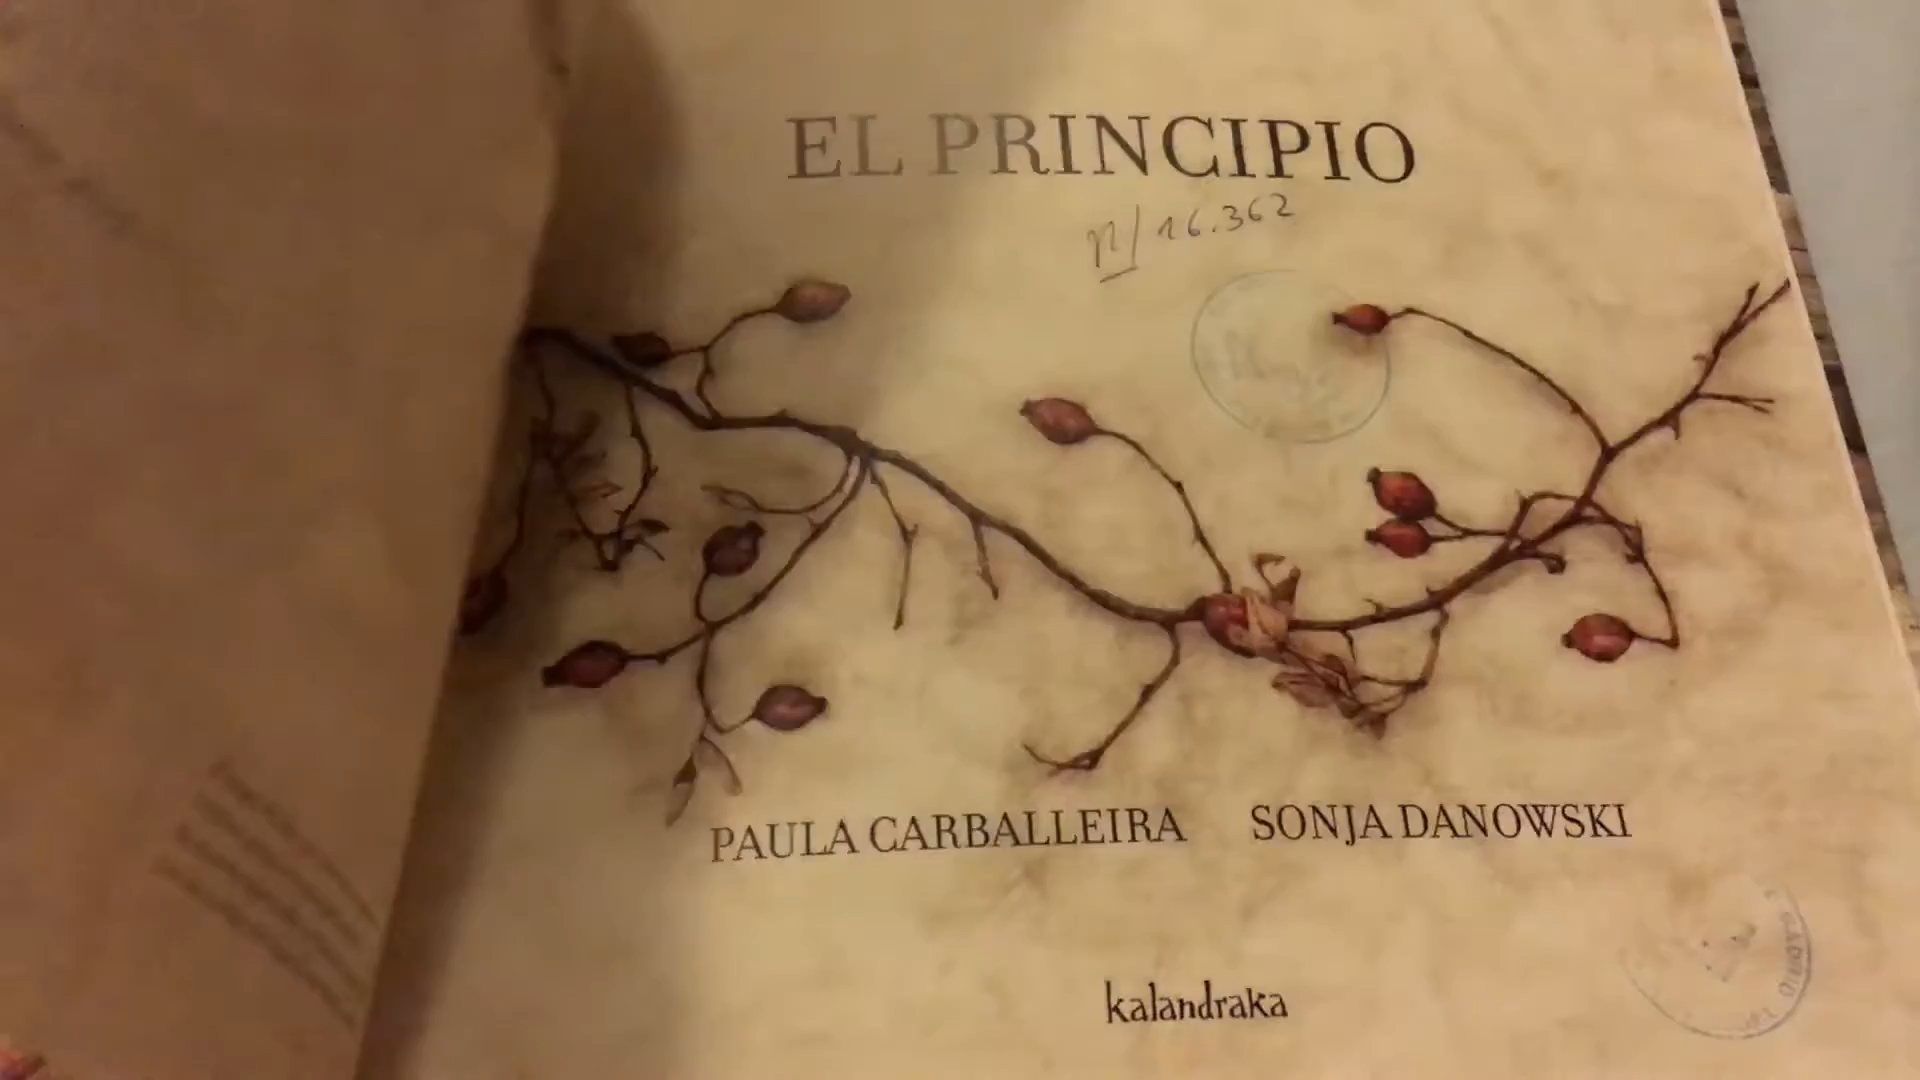 EL PRINCIPIO
R/ 16.362
PAULA CARBALLEIRA SONJA DANOWSKI
kalandraka